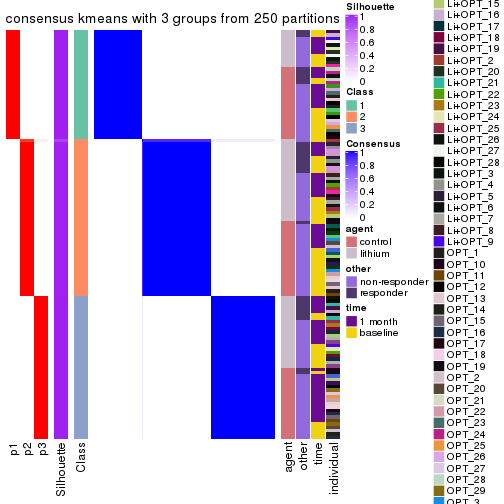 consensus kmeans with 3 groups from 250 partitions
p1
p2
p3
Silhouette
Class
agent
other
time
individual
Silhouette
1
0.8
0.6
0.4
0.2
0
Class
1
2
3
Consensus
1
0.8
0.6
0.4
0.2
0
agent
control
lithium
other
non-responder
responder
time
1 month
baseline
Li+OPT_15
Li+OPT_16
Li+OPT_17
Li+OPT_18
Li+OPT_19
Li+OPT_2
Li+OPT_20
Li+OPT_21
Li+OPT_22
Li+OPT_23
Li+OPT_24
Li+OPT_25
Li+OPT_26
Li+OPT_27
Li+OPT_28
Li+OPT_3
Li+OPT_4
Li+OPT_5
Li+OPT_6
Li+OPT_7
Li+OPT_8
Li+OPT_9
OPT_1
OPT_10
OPT_11
OPT_12
OPT_13
OPT_14
OPT_15
OPT_16
OPT_17
OPT_18
OPT_19
OPT_2
OPT_20
OPT_21
OPT_22
OPT_23
OPT_24
OPT_25
OPT_26
OPT_27
OPT_28
OPT_29
OPT_3